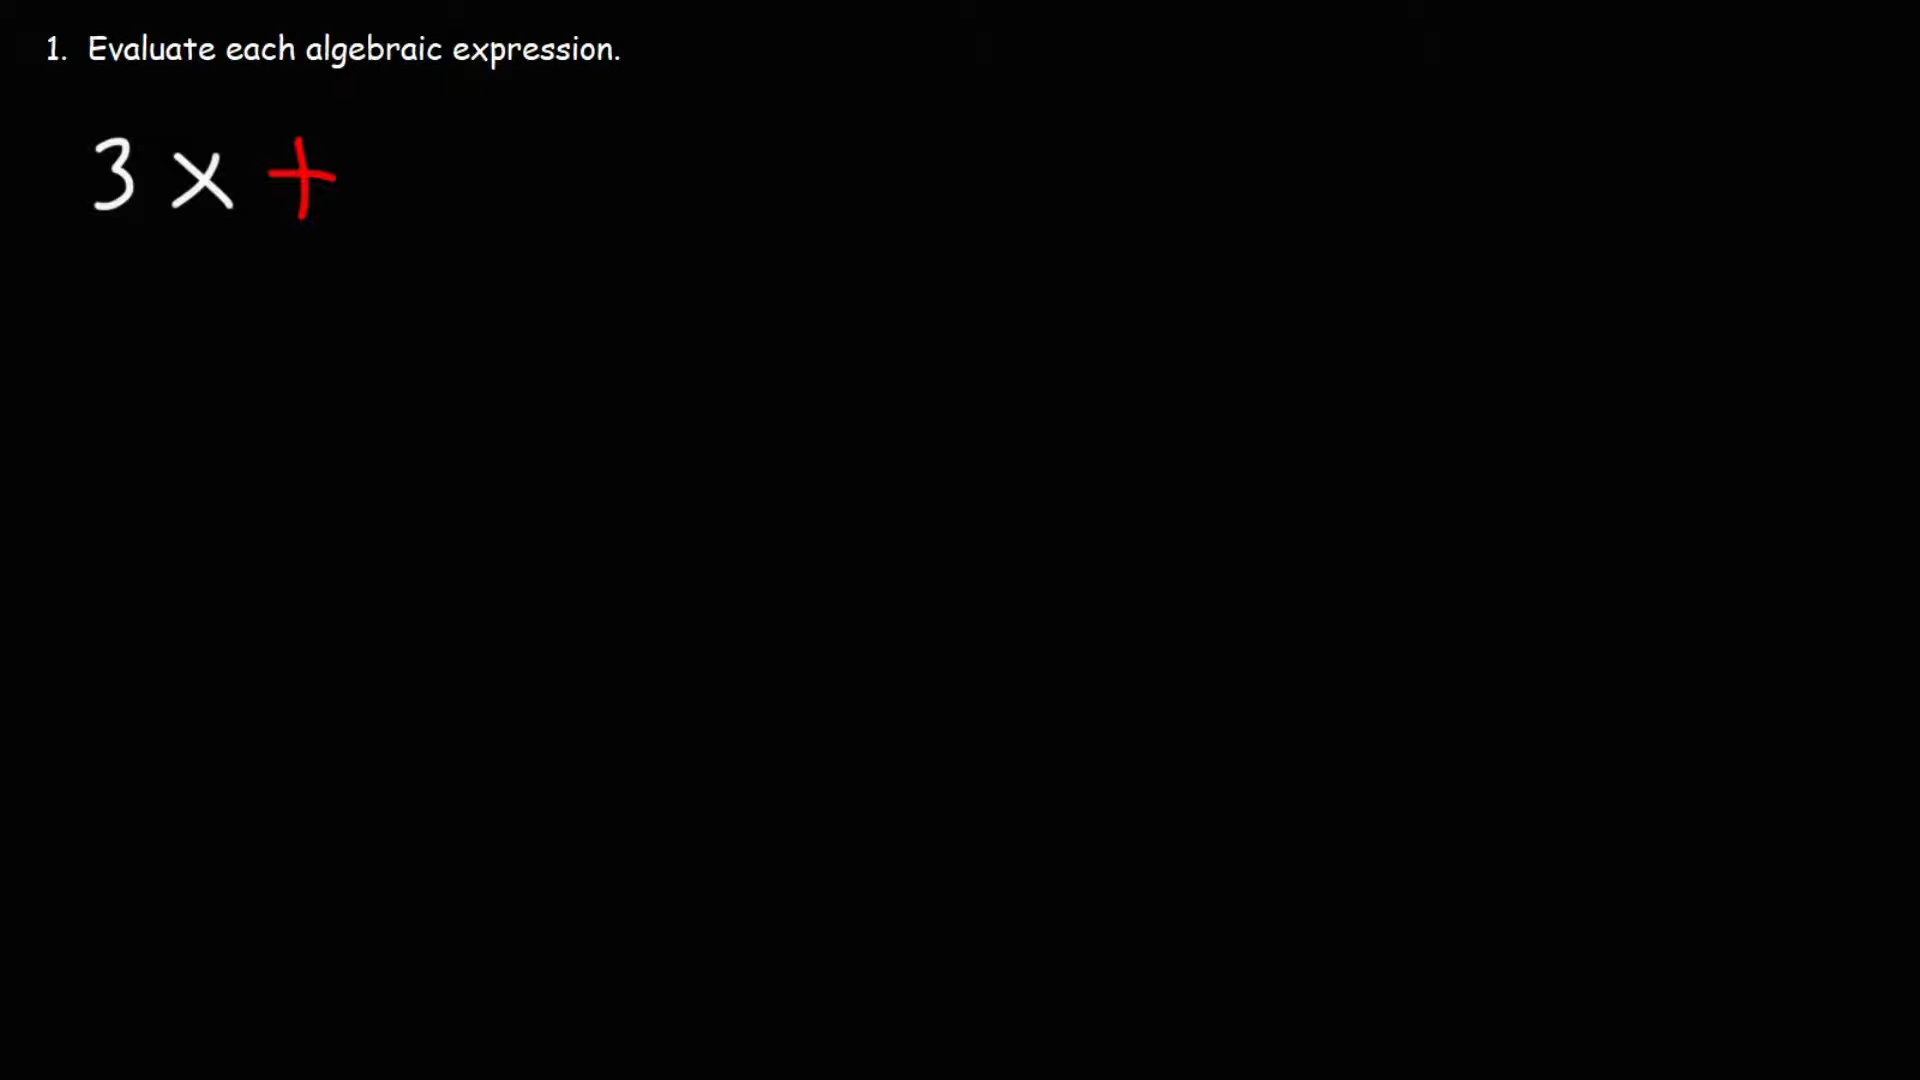 1. Evaluate each algebraic expression.
3 x +